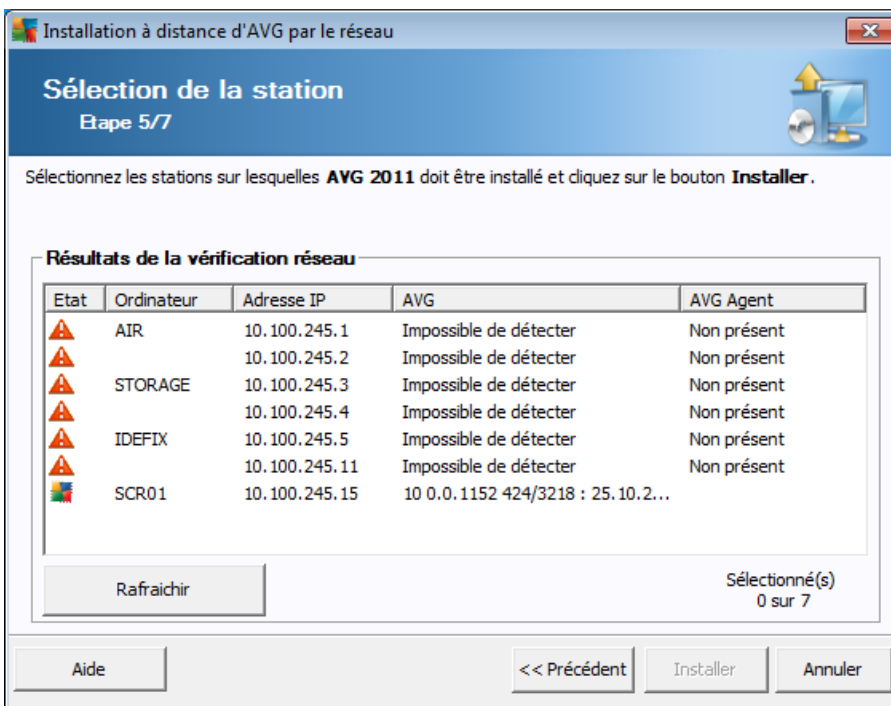 Installation à distance d'AVG par le réseau
Sélection de la station
Etape 5/7
Sélectionnez les stations sur lesquelles AVG 2011 doit être installé et cliquez sur le bouton Installer.
Résultats de la vérification réseau
Etat Ordinateur Adresse IP AVG AVG Agent
AIR 10.100.245.1 Impossible de détecter Non présent
10.100.245.2 Impossible de détecter Non présent
STORAGE 10.100.245.3 Impossible de détecter Non présent
10.100.245.4 Impossible de détecter Non présent
IDEFIX 10.100.245.5 Impossible de détecter Non présent
10.100.245.11 Impossible de détecter Non présent
SCR01 10.100.245.15 10 0.0.1152 424/3218 : 25.10.2...
Rafraichir
Sélectionné(s)
0 sur 7
Aide << Précédent Installer Annuler